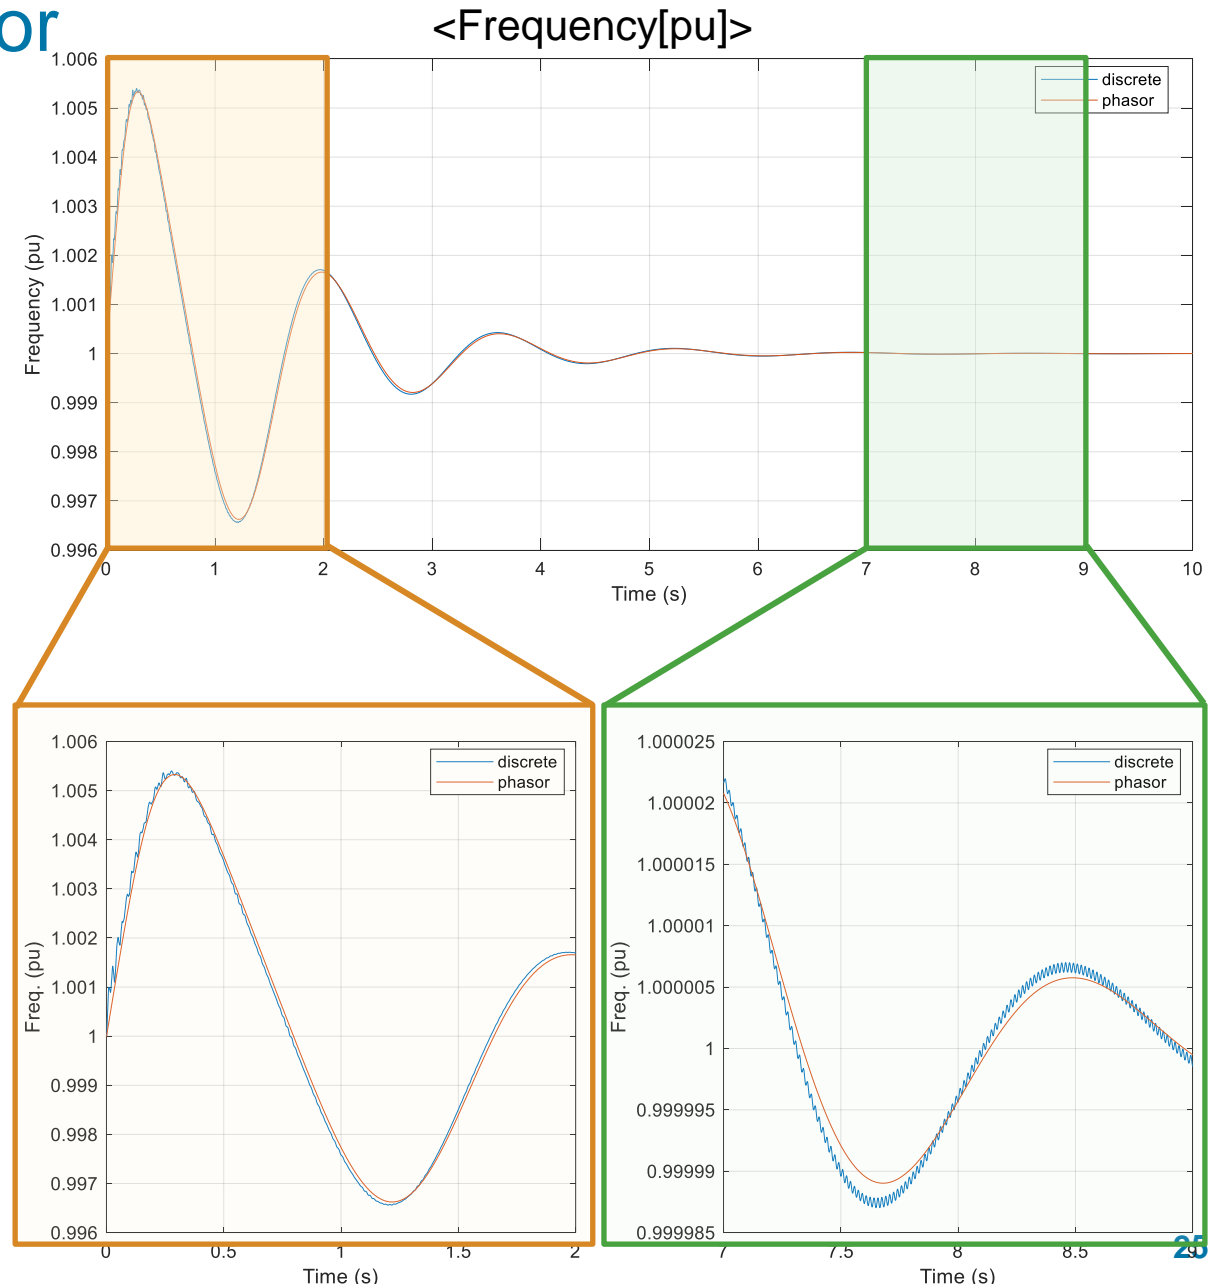 or
<Frequency[pu]>
1.006
1.005
1.004
1.003
1.002
1.001
1
0.999
0.998
0.997
0.996
Frequency (pu)
discrete
phasor
0 1 2 3 4 5 6 7 8 9 10
Time (s)
1.006
1.005
1.004
1.003
1.002
1.001
1
0.999
0.998
0.997
0.996
Freq. (pu)
discrete
phasor
0 0.5 1 1.5 2
Time (s)
1.000025
1.00002
1.000015
1.00001
1.000005
1
0.999995
0.99999
0.999985
Freq. (pu)
discrete
phasor
7 7.5 8 8.5 9
Time (s)
25